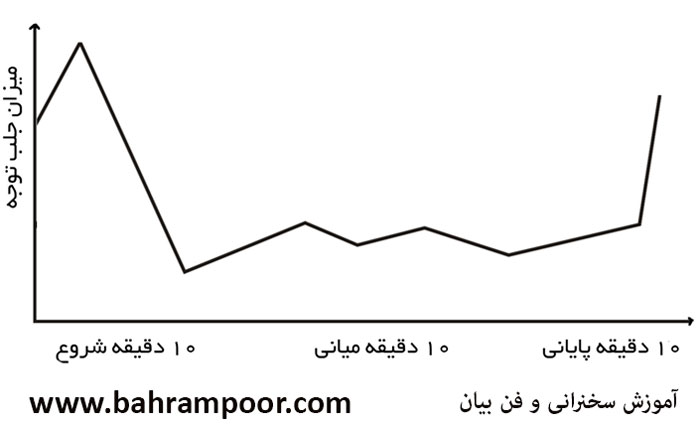 میزان جلب توجه
۱۰ دقیقه شروع
۱۰ دقیقه میانی
۱۰ دقیقه پایانی
www.bahrampoor.com
آموزش سخنرانی و فن بیان